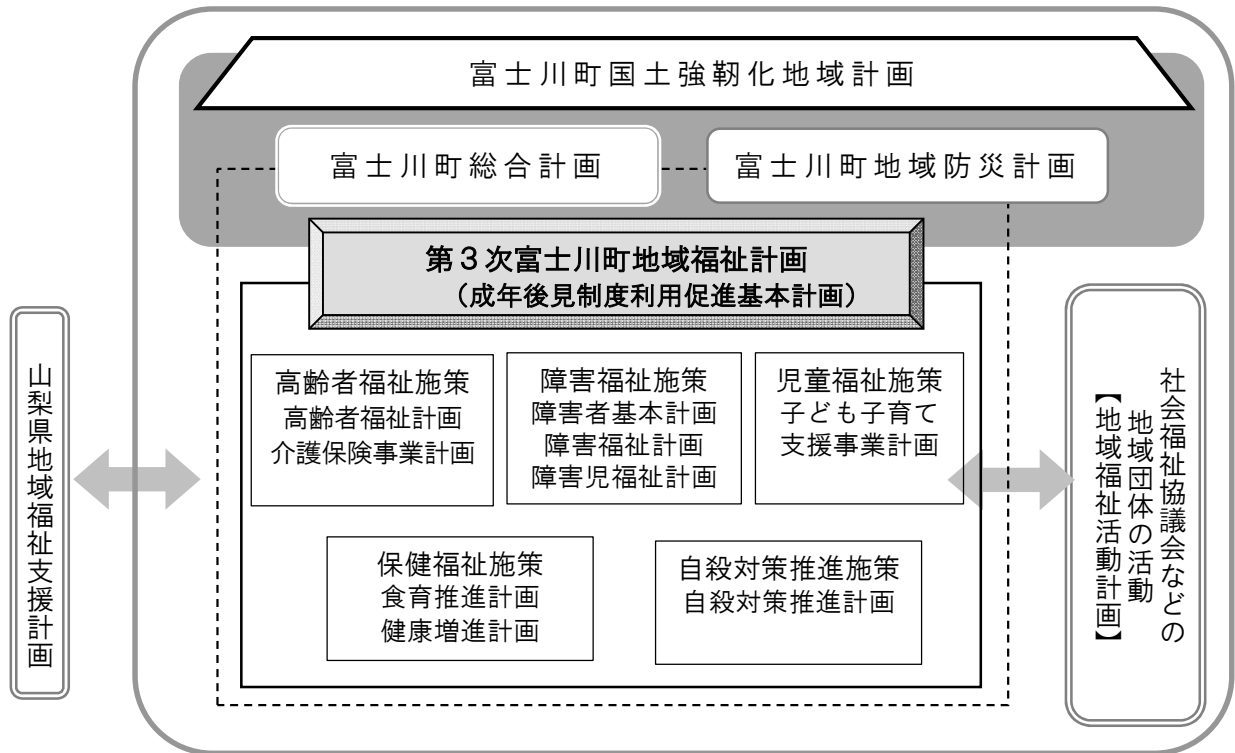 富士川町国土強靭化地域計画
富士川町総合計画
富士川町地域防災計画
第３次富士川町地域福祉計画
（成年後見制度利用促進基本計画）
山梨県地域福祉支援計画
高齢者福祉施策
高齢者福祉計画
介護保険事業計画
障害福祉施策
障害者基本計画
障害福祉計画
障害児福祉計画
児童福祉施策
子ども子育て
支援事業計画
保健福祉施策
食育推進計画
健康増進計画
自殺対策推進施策
自殺対策推進計画
社会福祉協議会などの
地域団体の活動
【地域福祉活動計画】